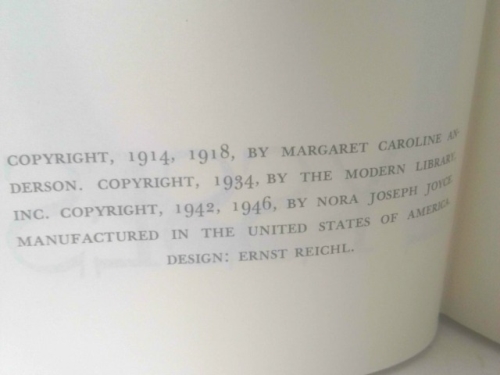 COPYRIGHT, 1914, 1918, BY MARGARET CAROLINE AN-
DERSON. COPYRIGHT, 1934, BY THE MODERN LIBRARY,
INC. COPYRIGHT, 1942, 1946, BY NORA JOSEPH JOYCE.
MANUFACTURED IN THE UNITED STATES OF AMERICA.
DESIGN: ERNST REICHL.